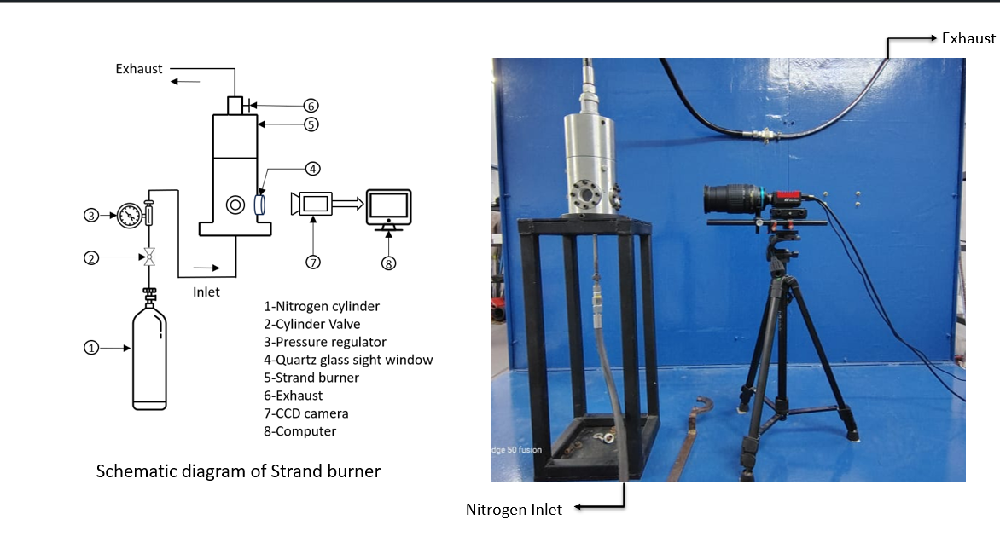 Exhaust
Exhaust
6
5
4
3
2
7
8
Inlet
1
1-Nitrogen cylinder
2-Cylinder Valve
3-Pressure regulator
4-Quartz glass sight window
5-Strand burner
6-Exhaust
7-CCD camera
8-Computer
dge 50 fusion
Schematic diagram of Strand burner
Nitrogen Inlet